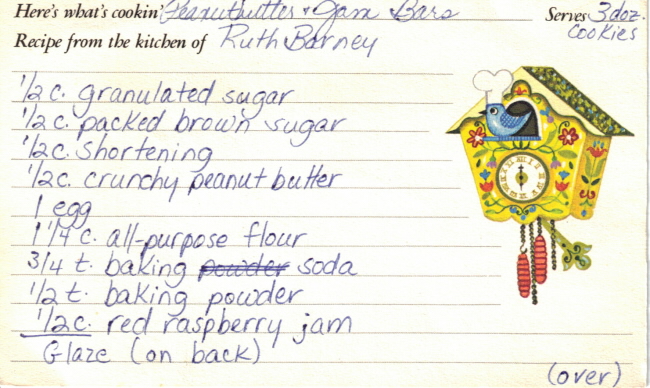 Here's what's cookin' Peanutbutter & Jam Bars Serves 3 doz. cookies
Recipe from the kitchen of Ruth Barney
1/2 c. granulated sugar
1/2 c. packed brown sugar
1/2 c. shortening
1/2 c. crunchy peanut butter
1 egg
1 1/4 c. all-purpose flour
3/4 t. baking powder soda
1/2 t. baking powder
1/2 c. red raspberry jam
Glaze (on back)
(over)